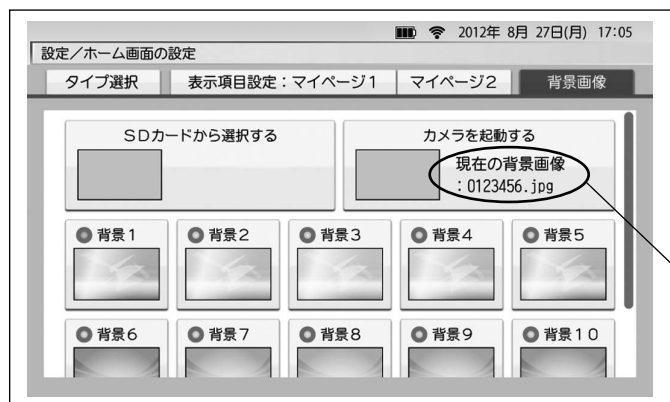 2012年 8月 27日(月) 17:05
設定／ホーム画面の設定
タイプ選択 表示項目設定：マイページ1 マイページ2 背景画像
SDカードから選択する カメラを起動する
現在の背景画像
：0123456.jpg
背景1 背景2 背景3 背景4 背景5
背景6 背景7 背景8 背景9 背景10